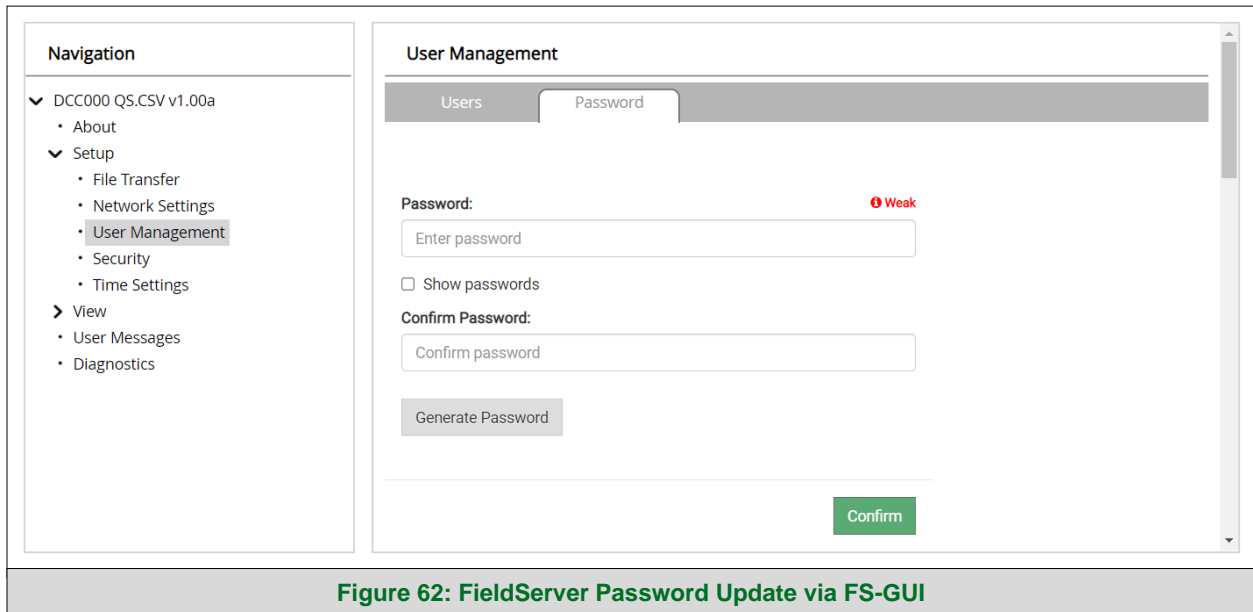 Navigation
DCC000 QS.CSV v1.00a
• About
Setup
• File Transfer
• Network Settings
• User Management
• Security
• Time Settings
View
• User Messages
• Diagnostics
User Management
Users Password
Password: Weak
Enter password
Show passwords
Confirm Password:
Confirm password
Generate Password
Confirm
Figure 62: FieldServer Password Update via FS-GUI